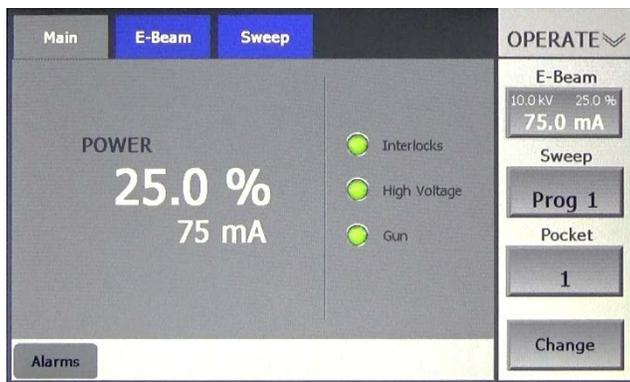 Main
E-Beam
Sweep
POWER
25.0 %
75 mA
Interlocks
High Voltage
Gun
Alarms
OPERATE
E-Beam
10.0 kV 25.0 %
75.0 mA
Sweep
Prog 1
Pocket
1
Change